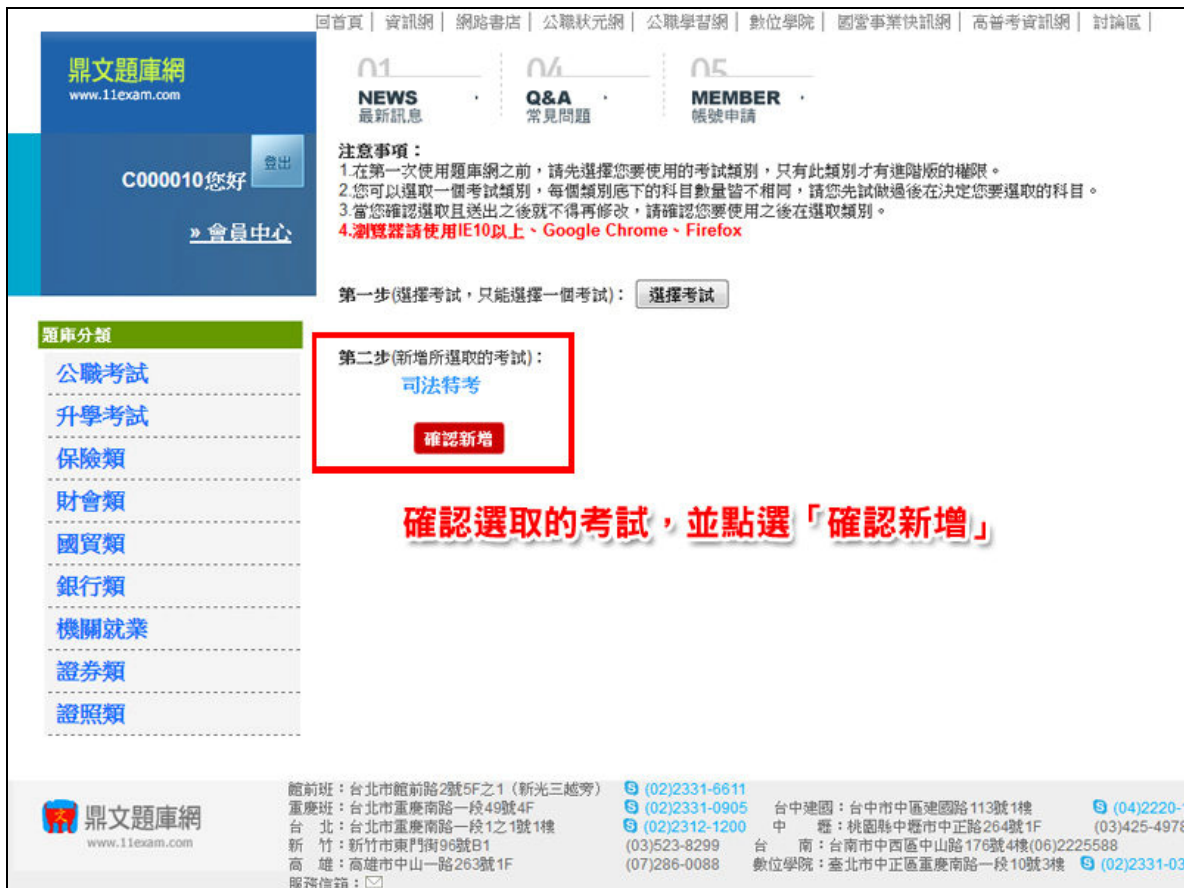 回首頁│ 資訊網│ 網路書店│ 公職狀元網│ 公職學習網│ 數位學院│ 國營事業快訊網│ 高普考資訊網│ 討論區│
鼎文題庫網
www.11exam.com
01 04 05
NEWS · Q&A · MEMBER ·
最新訊息 常見問題 帳號申請
登出
C000010您好
» 會員中心
注意事項：
1.在第一次使用題庫網之前，請先選擇您要使用的考試類別，只有此類別才有進階版的權限。
2.您可以選取一個考試類別，每個類別底下的科目數量皆不相同，請您先試做過後在決定您要選取的科目。
3.當您確認選取且送出之後就不得再修改，請確認您要使用之後在選取類別。
4.瀏覽器請使用IE10以上、Google Chrome、Firefox
第一步(選擇考試，只能選擇一個考試)： 選擇考試
第二步(新增所選取的考試)：
司法特考
確認新增
確認選取的考試，並點選「確認新增」
題庫分類
公職考試
升學考試
保險類
財會類
國貿類
銀行類
機關就業
證券類
證照類
鼎文題庫網
www.11exam.com
館前班：台北市館前路2號5F之1（新光三越旁） (02)2331-6611
重慶班：台北市重慶南路一段49號4F (02)2331-0905 台中建國：台中市中區建國路113號1樓 (04)2220-1
台 北：台北市重慶南路一段1之1號1樓 (02)2312-1200 中 壢：桃園縣中壢市中正路264號1F (03)425-4978
新 竹：新竹市東門街96號B1 (03)523-8299 台 南：台南市中西區中山路176號4樓(06)2225588
高 雄：高雄市中山一路263號1F (07)286-0088 數位學院：臺北市中正區重慶南路一段10號3樓 (02)2331-03
服務信箱：